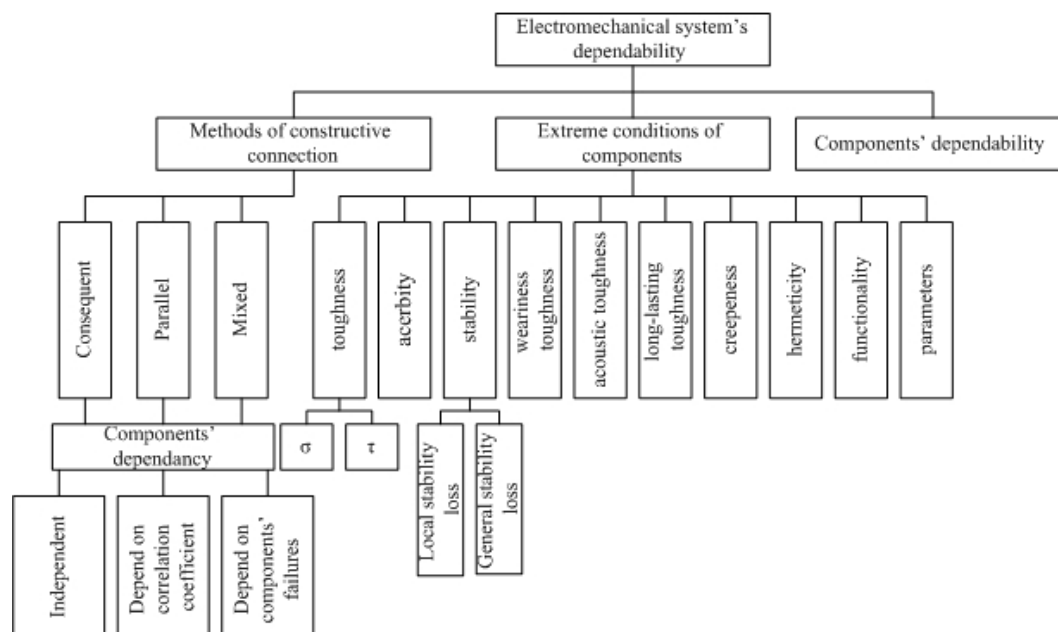 Electromechanical system's
dependability
Methods of constructive
connection
Extreme conditions of
components
Components' dependability
Consequent
Parallel
Mixed
toughness
acerbity
stability
weariness
toughness
acoustic toughness
long-lasting
toughness
creepeness
hermeticity
functionality
parameters
Components'
dependancy
σ
τ
Local stability
loss
General stability
loss
Independent
Depend on
correlation
coefficient
Depend on
components'
failures